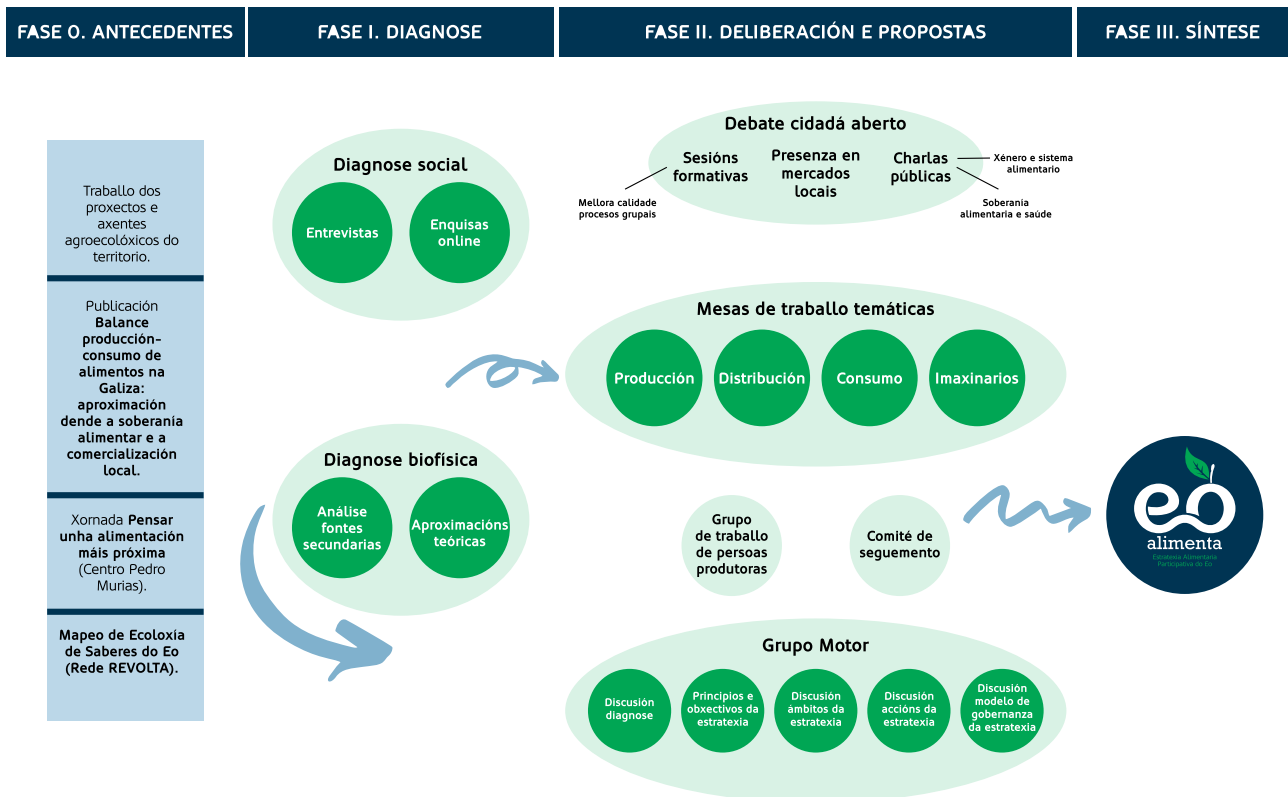 FASE 0. ANTECEDENTES
FASE I. DIAGNOSE
FASE II. DELIBERACIÓN E PROPOSTAS
FASE III. SÍNTESE
Traballo dos
proxectos e
axentes
agroecolóxicos do
territorio.
Publicación
Balance
producción-
consumo de
alimentos na
Galiza:
aproximación
dende a soberanía
alimentar e a
comercialización
local.
Xornada Pensar
unha alimentación
máis próxima
(Centro Pedro
Murias).
Mapeo de Ecoloxía
de Saberes do Eo
(Rede REVOLTA).
Diagnose social
Entrevistas
Enquisas
online
Diagnose biofísica
Análise
fontes
secundarias
Aproximacións
teóricas
Debate cidadá aberto
Sesións
formativas
Presenza en
mercados
locais
Charlas
públicas
Mellora calidade
procesos grupais
Xénero e sistema
alimentario
Soberania
alimentaria e saúde
Mesas de traballo temáticas
Producción
Distribución
Consumo
Imaxinarios
Grupo
de traballo
de persoas
produtoras
Comité de
seguemento
Grupo Motor
Discusión
diagnose
Principios e
obxectivos da
estratexia
Discusión
ámbitos da
estratexia
Discusión
accións da
estratexia
Discusión
modelo de
gobernanza
da estratexia
eo
alimenta
Estratexia Alimentaria
Participativa do Eo